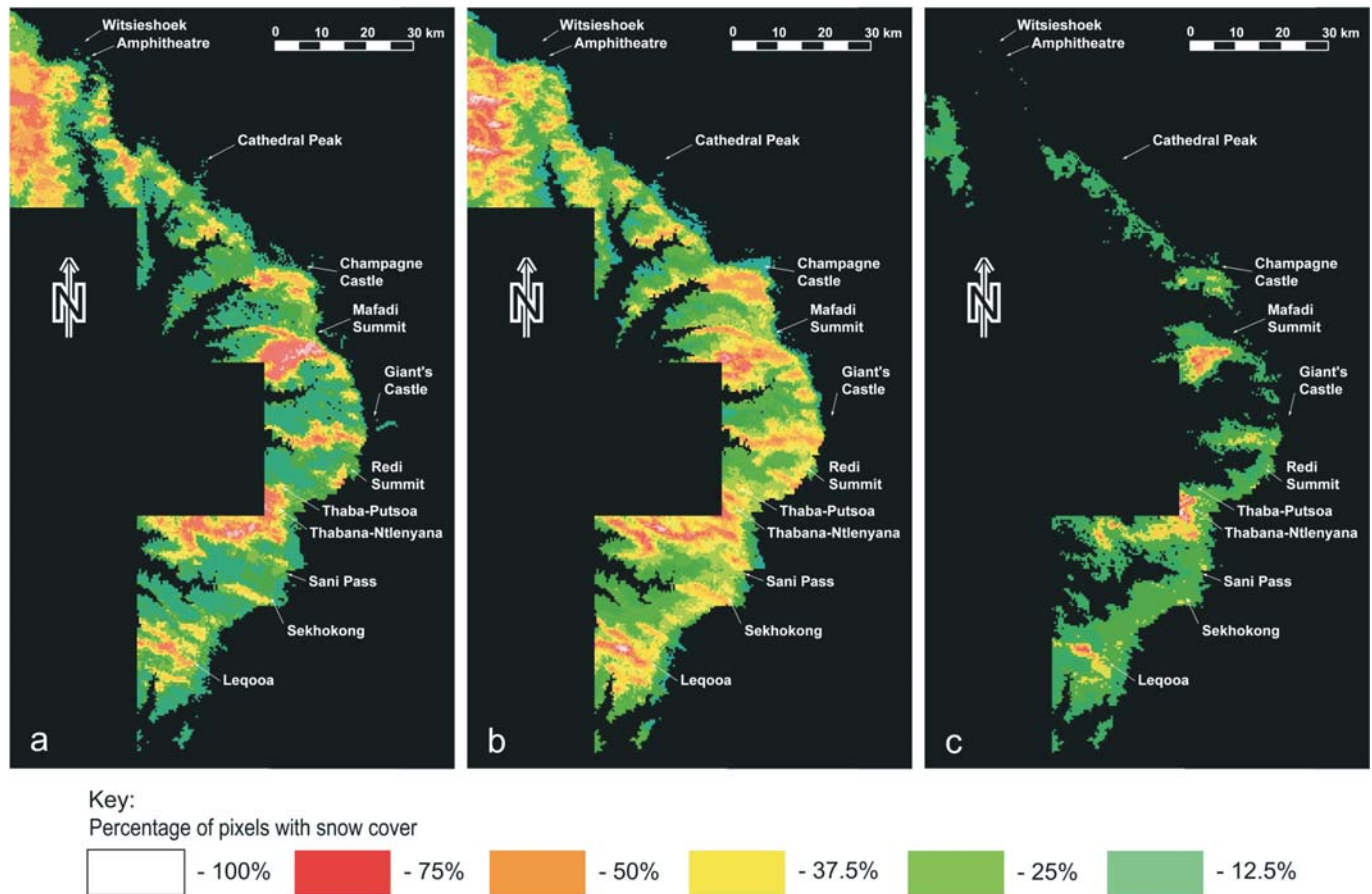 Witsieshoek
Amphitheatre
0 10 20 30 km
Cathedral Peak
Champagne
Castle
N
Mafadi
Summit
Giant's
Castle
Redi
Summit
Thaba-Putsoa
Thabana-Ntlenyana
Sani Pass
Sekhokong
Leqooa
a
Witsieshoek
Amphitheatre
0 10 20 30 km
Cathedral Peak
Champagne
Castle
N
Mafadi
Summit
Giant's
Castle
Redi
Summit
Thaba-Putsoa
Thabana-Ntlenyana
Sani Pass
Sekhokong
Leqooa
b
Witsieshoek
Amphitheatre
0 10 20 30 km
Cathedral Peak
Champagne
Castle
N
Mafadi
Summit
Giant's
Castle
Redi
Summit
Thaba-Putsoa
Thabana-Ntlenyana
Sani Pass
Sekhokong
Leqooa
c
Key:
Percentage of pixels with snow cover
- 100% - 75% - 50% - 37.5% - 25% - 12.5%